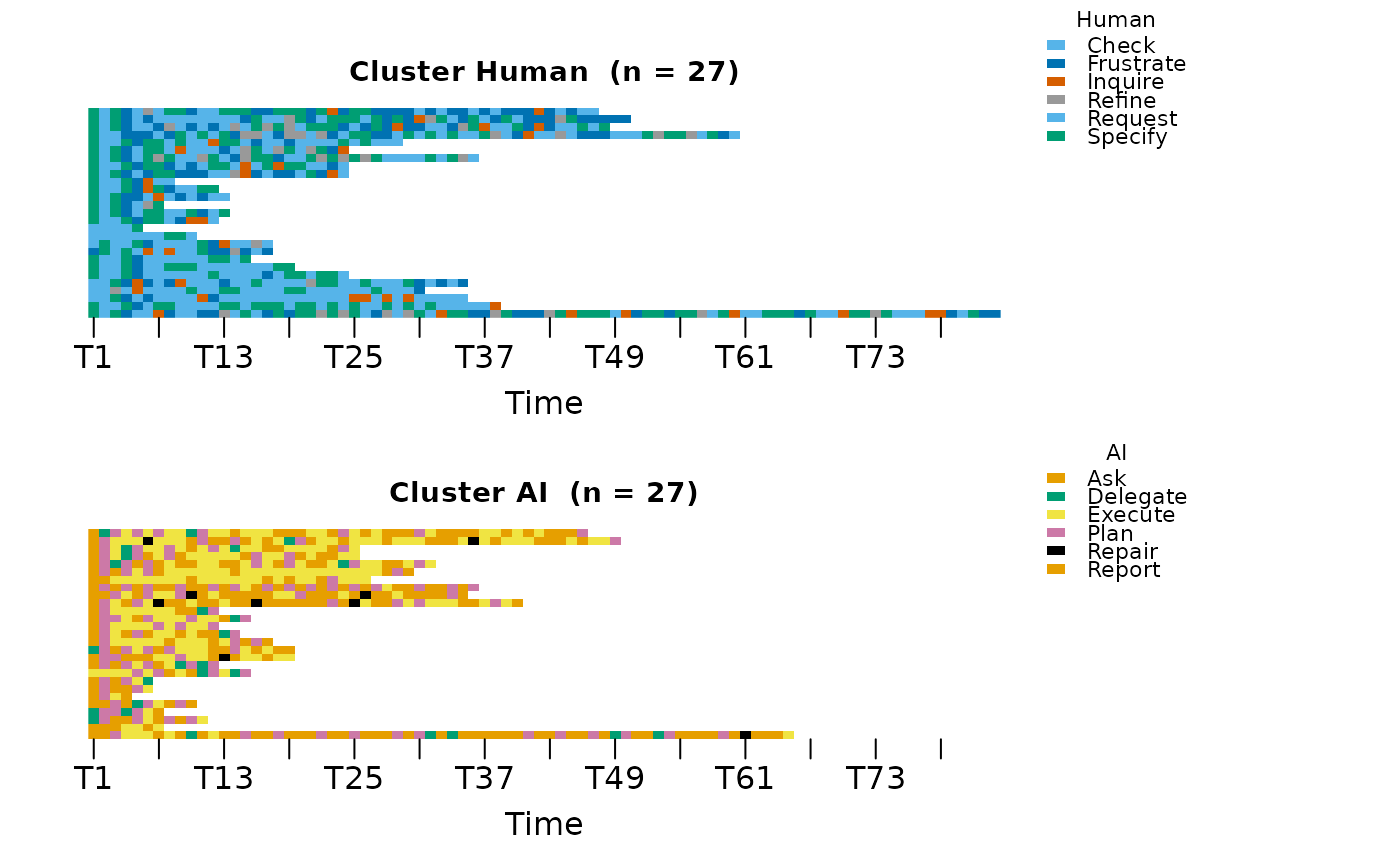 Human
Check
Frustrate
Inquire
Refine
Request
Specify
Cluster Human (n = 27)
T1 T13 T25 T37 T49 T61 T73
Time
AI
Ask
Delegate
Execute
Plan
Repair
Report
Cluster AI (n = 27)
T1 T13 T25 T37 T49 T61 T73
Time